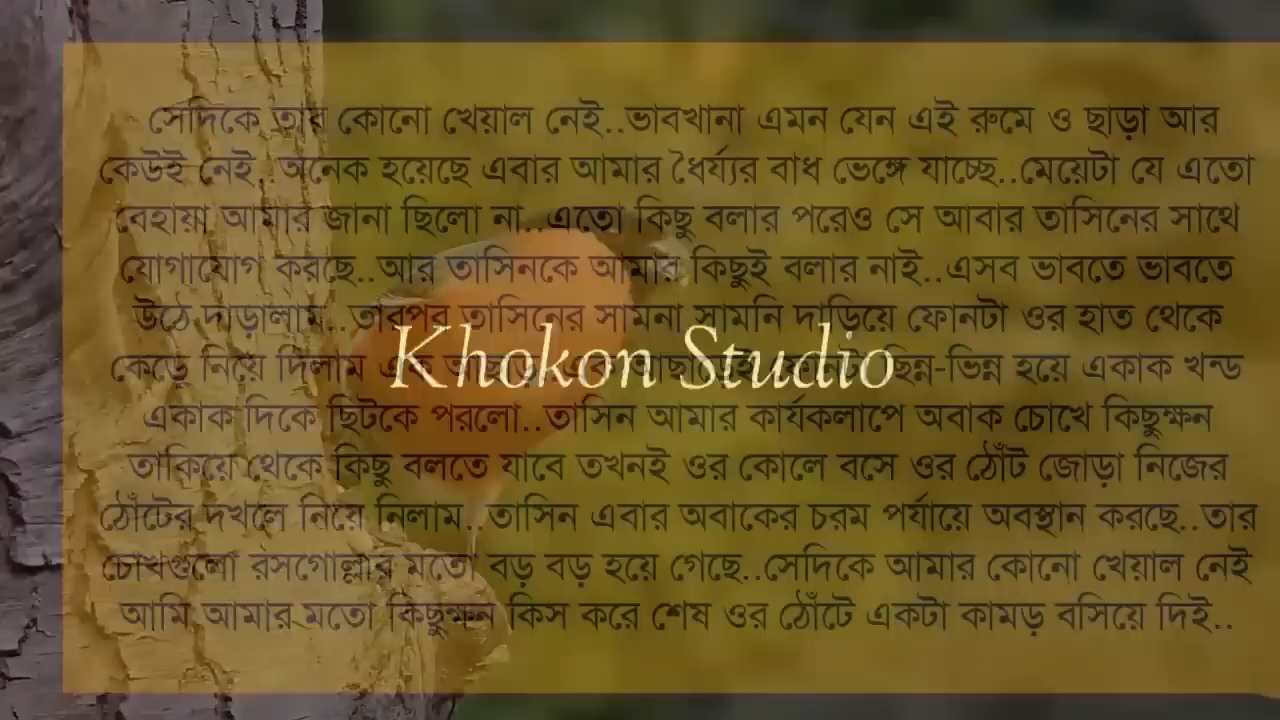 সেদিকে তার কোনো খেয়াল নেই..ভাবখানা এমন যেন এই রুমে ও ছাড়া আর
কেউই নেই. অনেক হয়েছে এবার আমার ধৈর্য্যর বাধ ভেঙ্গে যাচ্ছে..মেয়েটা যে এতো
বেহায়া আমার জানা ছিলো না..এতো কিছু বলার পরেও সে আবার তাসিনের সাথে
যোগাযোগ করছে..আর তাসিনকে আমার কিছুই বলার নাই..এসব ভাবতে ভাবতে
উঠে দাড়ালাম..তারপর তাসিনের সামনা সামনি দাড়িয়ে ফোনটা ওর হাত থেকে
কেড়ে নিয়ে দিলাম এক ছিন্ন-ভিন্ন হয়ে একাক খন্ড
Khokon Studio
একাক দিকে ছিটকে পরলো..তাসিন আমার কার্যকলাপে অবাক চোখে কিছুক্ষন
তাকিয়ে থেকে কিছু বলতে যাবে তখনই ওর কোলে বসে ওর ঠোঁট জোড়া নিজের
ঠোঁটের দখলে নিয়ে নিলাম..তাসিন এবার অবাকের চরম পর্যায়ে অবস্থান করছে..তার
চোখগুলো রসগোল্লার মতো বড় বড় হয়ে গেছে..সেদিকে আমার কোনো খেয়াল নেই
আমি আমার মতো কিছুক্ষন কিস করে শেষ ওর ঠোঁটে একটা কামড় বসিয়ে দিই..